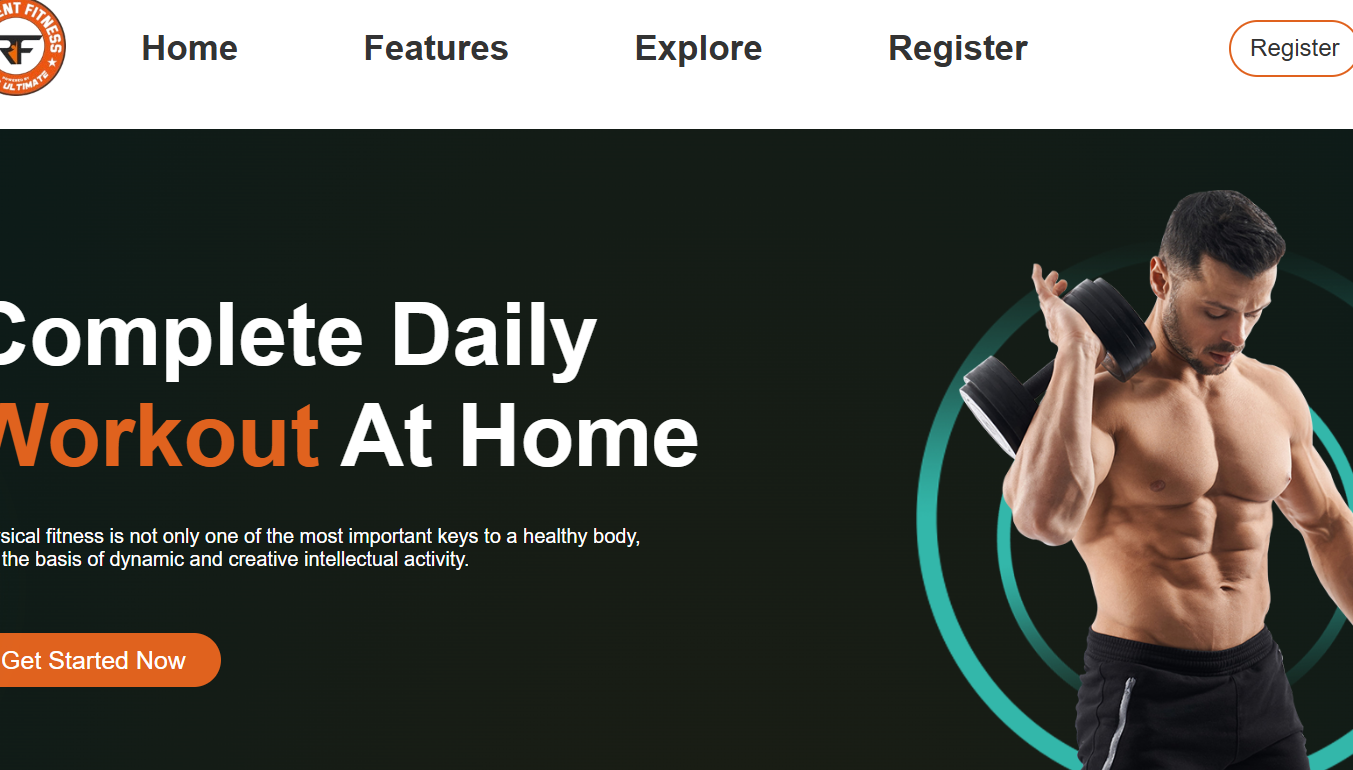 ENT FITNESS
RF
POWERED BY
ULTIMATE
Home
Features
Explore
Register
Register
Complete Daily
Workout At Home
sical fitness is not only one of the most important keys to a healthy body,
the basis of dynamic and creative intellectual activity.
Get Started Now